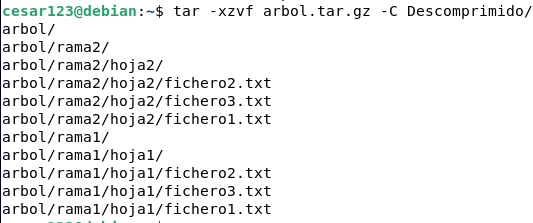 cesar123@debian:~$ tar -xzvf arbol.tar.gz -C Descomprimido/
arbol/
arbol/rama2/
arbol/rama2/hoja2/
arbol/rama2/hoja2/fichero2.txt
arbol/rama2/hoja2/fichero3.txt
arbol/rama2/hoja2/fichero1.txt
arbol/rama1/
arbol/rama1/hoja1/
arbol/rama1/hoja1/fichero2.txt
arbol/rama1/hoja1/fichero3.txt
arbol/rama1/hoja1/fichero1.txt